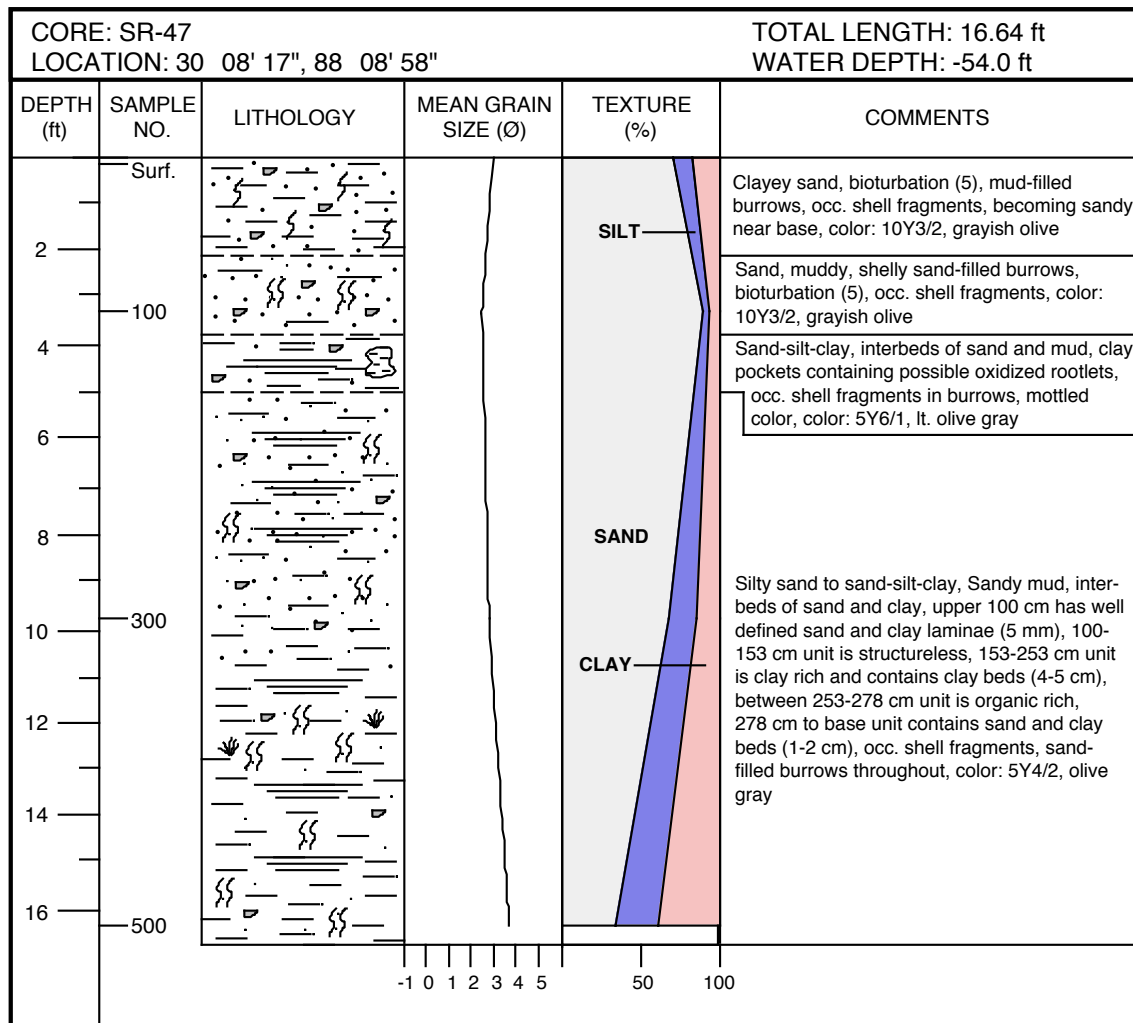 CORE: SR-47
TOTAL LENGTH: 16.64 ft
LOCATION: 30 08' 17", 88 08' 58"
WATER DEPTH: -54.0 ft
DEPTH
(ft)
SAMPLE
NO.
LITHOLOGY
MEAN GRAIN
SIZE (Ø)
TEXTURE
(%)
COMMENTS
Surf.
100
300
500
2
4
6
8
10
12
14
16
SILT
SAND
CLAY
Clayey sand, bioturbation (5), mud-filled
burrows, occ. shell fragments, becoming sandy
near base, color: 10Y3/2, grayish olive
Sand, muddy, shelly sand-filled burrows,
bioturbation (5), occ. shell fragments, color:
10Y3/2, grayish olive
Sand-silt-clay, interbeds of sand and mud, clay
pockets containing possible oxidized rootlets,
occ. shell fragments in burrows, mottled
color, color: 5Y6/1, lt. olive gray
Silty sand to sand-silt-clay, Sandy mud, inter-
beds of sand and clay, upper 100 cm has well
defined sand and clay laminae (5 mm), 100-
153 cm unit is structureless, 153-253 cm unit
is clay rich and contains clay beds (4-5 cm),
between 253-278 cm unit is organic rich,
278 cm to base unit contains sand and clay
beds (1-2 cm), occ. shell fragments, sand-
filled burrows throughout, color: 5Y4/2, olive
gray
-1 0 1 2 3 4 5
50 100